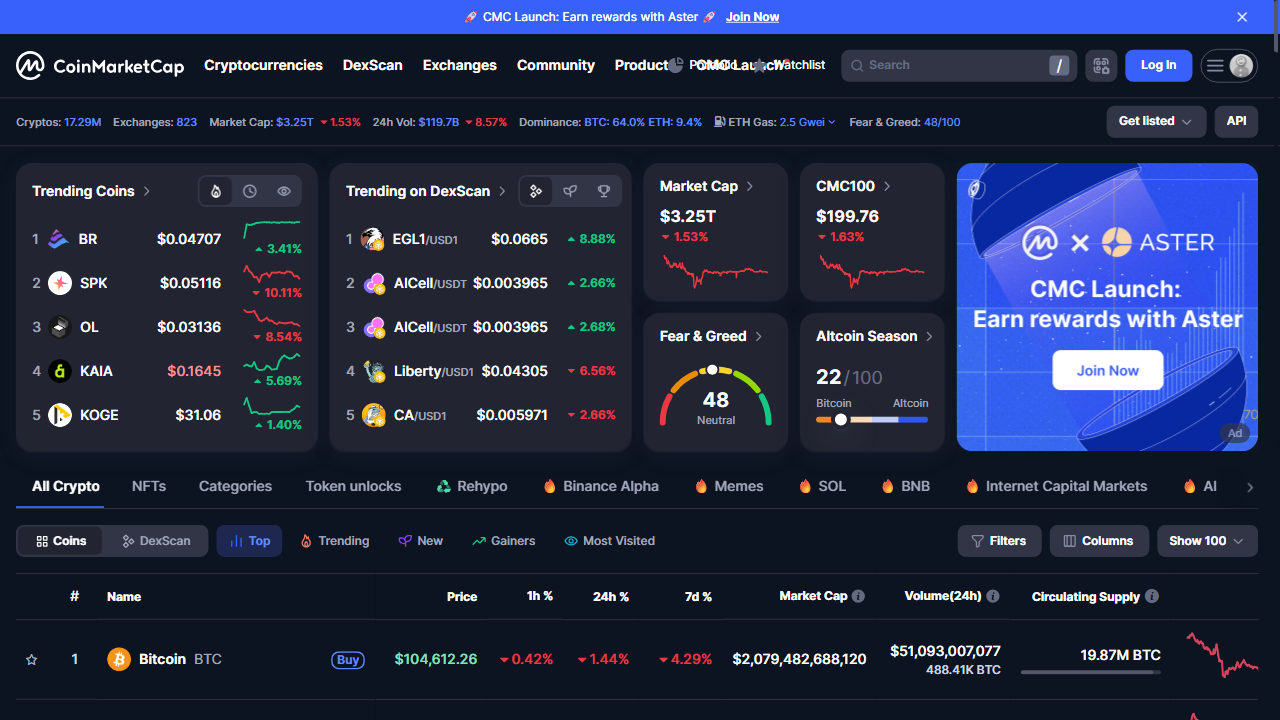 🚀 CMC Launch: Earn rewards with Aster 🚀 Join Now
CoinMarketCap Cryptocurrencies DexScan Exchanges Community Products CMC Launch Watchlist Search / Log In
Cryptos: 17.29M Exchanges: 823 Market Cap: $3.25T 1.53% 24h Vol: $119.7B 8.57% Dominance: BTC: 64.0% ETH: 9.4% ETH Gas: 2.5 Gwei Fear & Greed: 48/100 Get listed API
Trending Coins
1 BR $0.04707 3.41%
2 SPK $0.05116 10.11%
3 OL $0.03136 8.54%
4 KAIA $0.1645 5.69%
5 KOGE $31.06 1.40%
Trending on DexScan
1 EGL1/USD1 $0.0665 8.88%
2 AICell/USDT $0.003965 2.66%
3 AICell/USDT $0.003965 2.68%
4 Liberty/USD1 $0.04305 6.56%
5 CA/USD1 $0.005971 2.66%
Market Cap
$3.25T
1.53%
CMC100
$199.76
1.63%
Fear & Greed
48
Neutral
Altcoin Season
22/100
Bitcoin Altcoin
ASTER
CMC Launch:
Earn rewards with Aster
Join Now
70
Ad
All Crypto NFTs Categories Token unlocks Rehypo Binance Alpha Memes SOL BNB Internet Capital Markets AI
Coins DexScan Top Trending New Gainers Most Visited Filters Columns Show 100
# Name Price 1h % 24h % 7d % Market Cap Volume(24h) Circulating Supply
1 Bitcoin BTC Buy $104,612.26 0.42% 1.44% 4.29% $2,079,482,688,120 $51,093,007,077 19.87M BTC
488.41K BTC